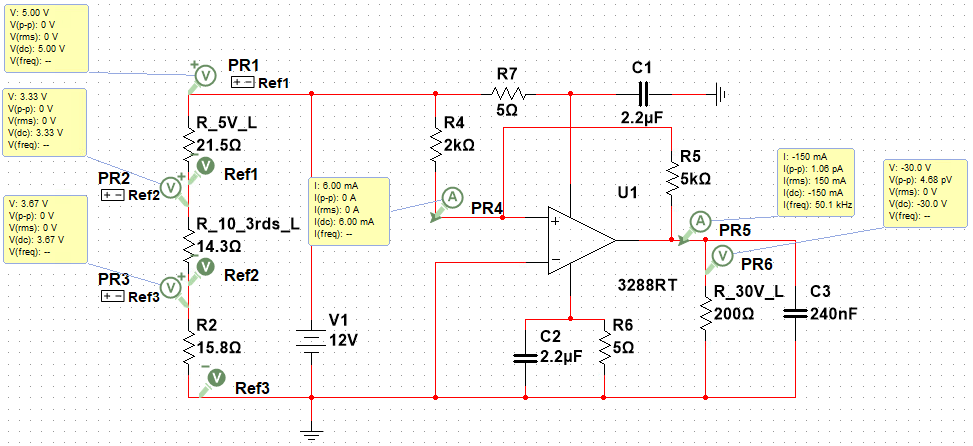 V: 5.00 V
V(p-p): 0 V
V(rms): 0 V
V(dc): 5.00 V
V(freq): --
PR1
V
+ -
Ref1
R7
5Ω
C1
2.2µF
V: 3.33 V
V(p-p): 0 V
V(rms): 0 V
V(dc): 3.33 V
V(freq): --
R_5V_L
21.5Ω
R4
2kΩ
V
Ref1
PR2
+ -
Ref2
V
R5
5kΩ
I: 6.00 mA
I(p-p): 0 A
I(rms): 0 A
I(dc): 6.00 mA
I(freq): --
A
PR4
U1
I: -150 mA
I(p-p): 1.06 pA
I(rms): 150 mA
I(dc): -150 mA
I(freq): 50.1 kHz
V: -30.0 V
V(p-p): 4.68 pV
V(rms): 0 V
V(dc): -30.0 V
V(freq): --
V: 3.67 V
V(p-p): 0 V
V(rms): 0 V
V(dc): 3.67 V
V(freq): --
R_10_3rds_L
14.3Ω
A
PR5
V
PR6
V
Ref2
PR3
+ -
Ref3
V
3288RT
R_30V_L
200Ω
C3
240nF
R2
15.8Ω
V1
12V
C2
2.2µF
R6
5Ω
V
Ref3